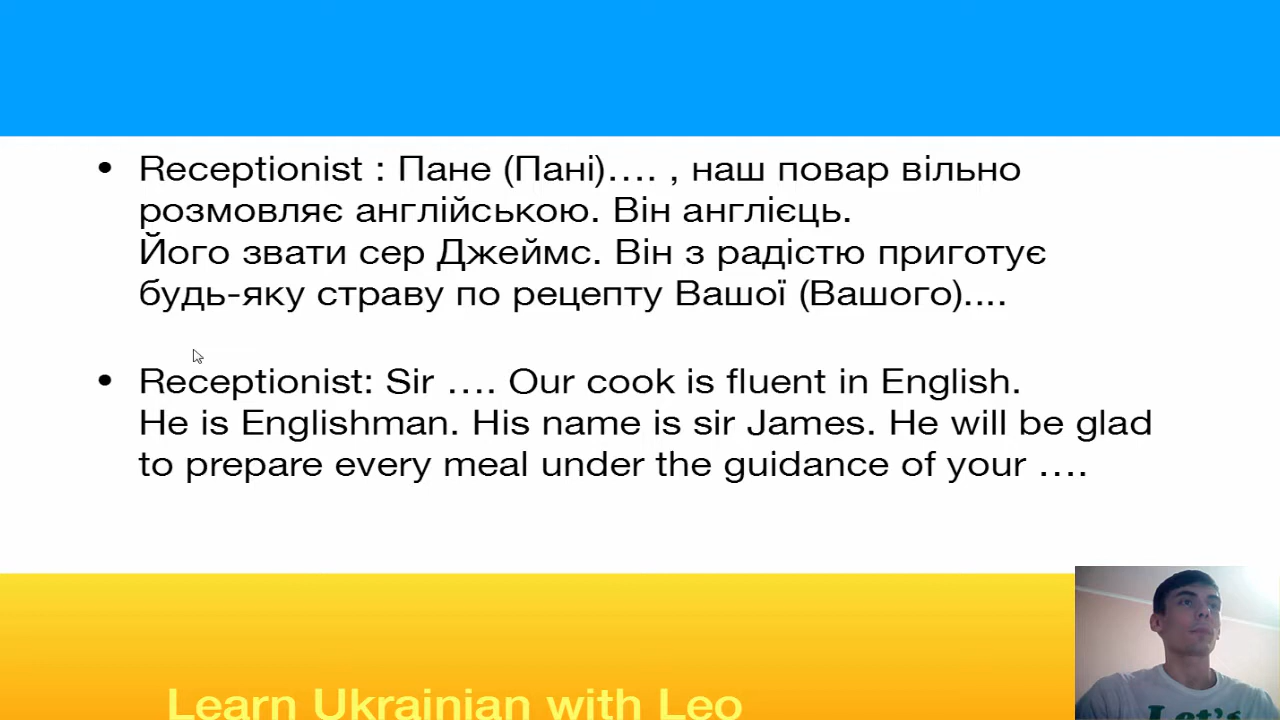 • Receptionist : Пане (Пані)…. , наш повар вільно
розмовляє англійською. Він англієць.
Його звати сер Джеймс. Він з радістю приготує
будь-яку страву по рецепту Вашої (Вашого)....
• Receptionist: Sir …. Our cook is fluent in English.
He is Englishman. His name is sir James. He will be glad
to prepare every meal under the guidance of your ….
Learn Ukrainian with Leo
Let's